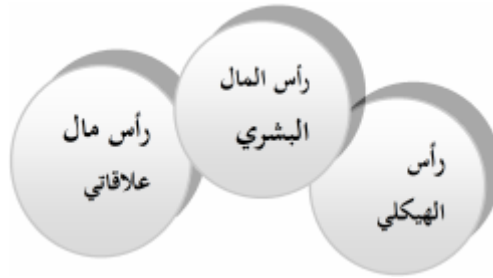 رأس المال
البشري
رأس مال
علاقاتي
رأس
الهيكلي